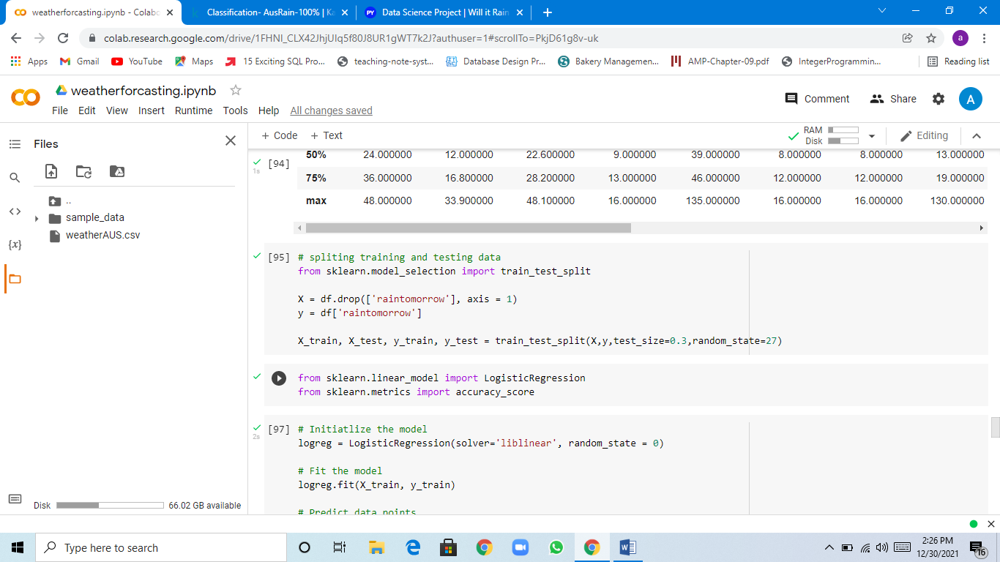 weatherforcasting.ipynb - Colabo
Classification- AusRain-100% | Ka
PY Data Science Project | Will it Rain
colab.research.google.com/drive/1FHNI_CLX42JhjUIq5f80J8UR1gWT7k2J?authuser=1#scrollTo=PkjD61g8v-uk
a
Apps Gmail YouTube Maps 15 Exciting SQL Pro... teaching-note-syst... Database Design Pr... Bakery Managemen... AMP-Chapter-09.pdf IntegerProgrammin... Reading list
weatherforcasting.ipynb
Comment Share A
File Edit View Insert Runtime Tools Help All changes saved
Files
+ Code + Text RAM Disk Editing
..
sample_data
weatherAUS.csv
{x}
[94]
1s
50% 24.000000 12.000000 22.600000 9.000000 39.000000 8.000000 8.000000 13.000000
75% 36.000000 16.800000 28.200000 13.000000 46.000000 12.000000 12.000000 19.000000
max 48.000000 33.900000 48.100000 16.000000 135.000000 16.000000 16.000000 130.000000
[95] # spliting training and testing data
from sklearn.model_selection import train_test_split
X = df.drop(['raintomorrow'], axis = 1)
y = df['raintomorrow']
X_train, X_test, y_train, y_test = train_test_split(X,y,test_size=0.3,random_state=27)
from sklearn.linear_model import LogisticRegression
from sklearn.metrics import accuracy_score
[97] # Initiatlize the model
2s
logreg = LogisticRegression(solver='liblinear', random_state = 0)
# Fit the model
logreg.fit(X_train, y_train)
# Predict data points
Disk 66.02 GB available
Type here to search
2:26 PM
12/30/2021
16